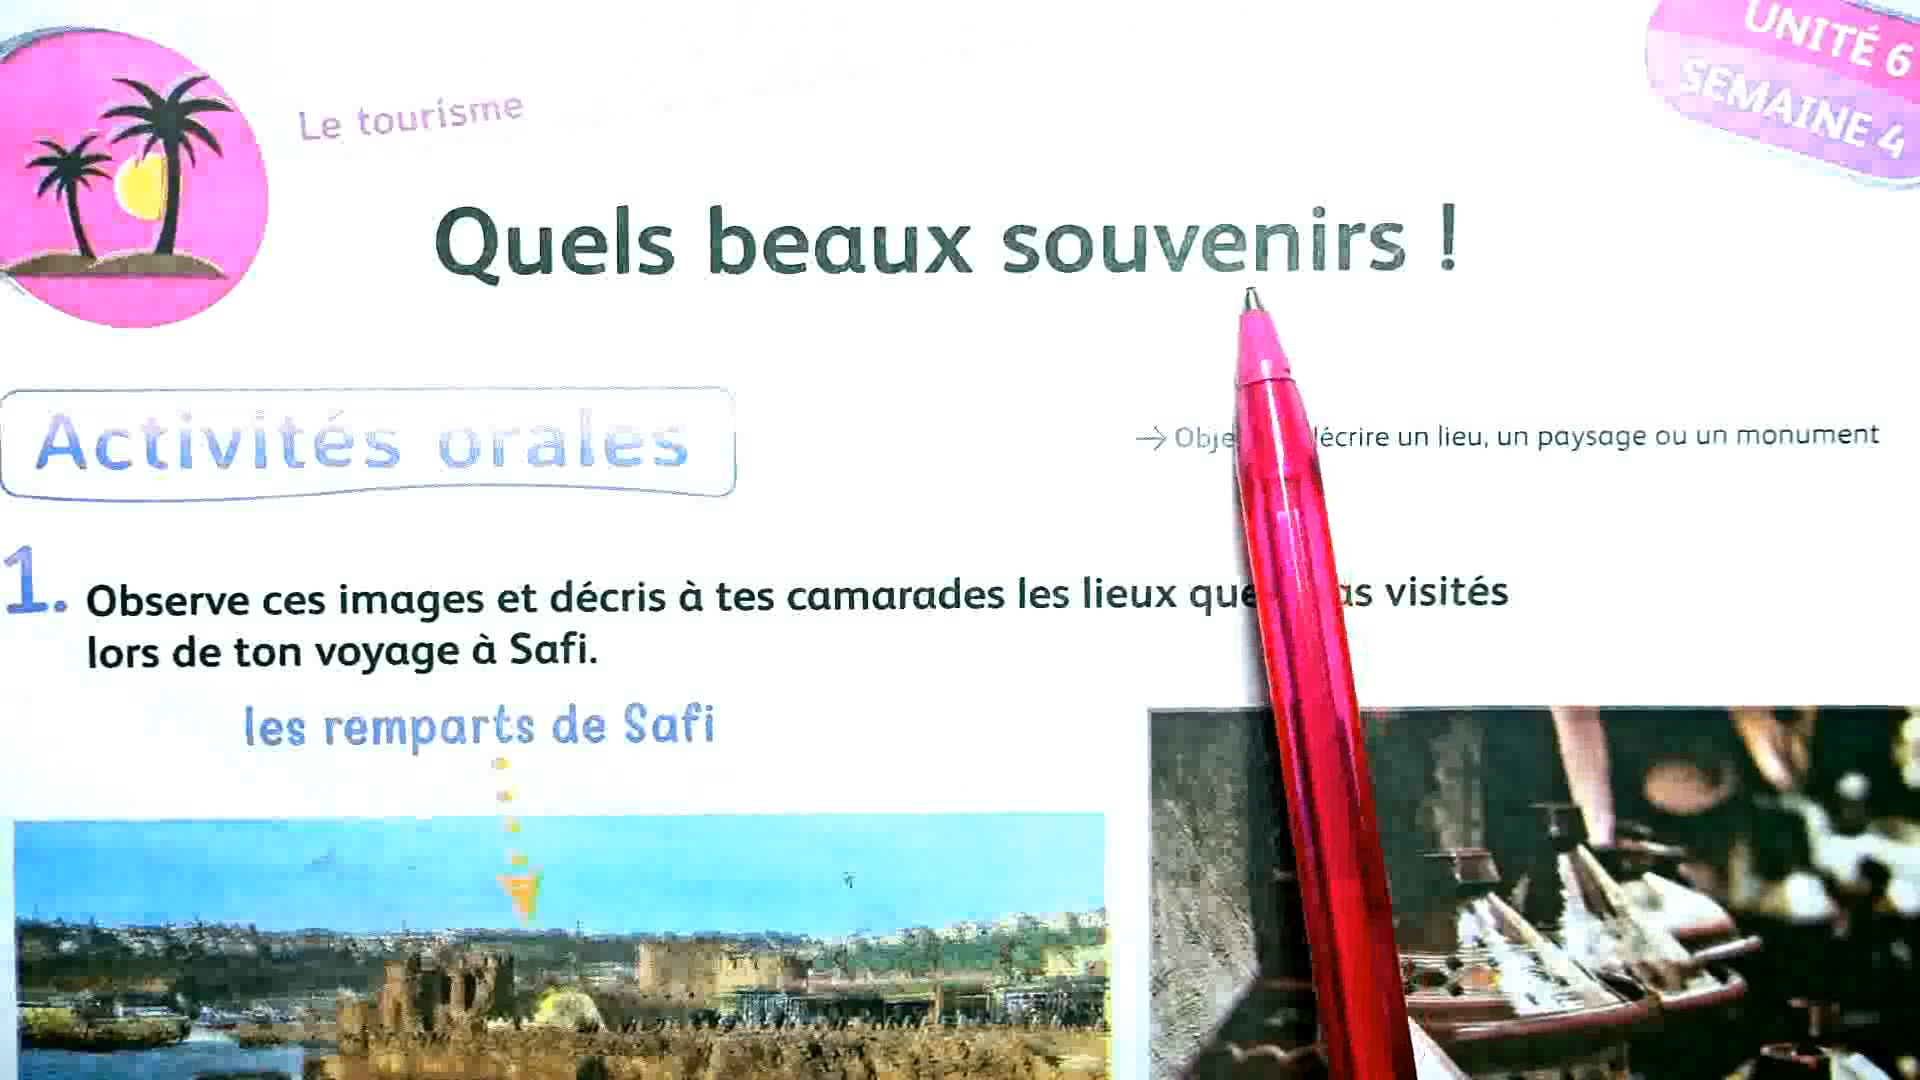 UNITÉ 6
SEMAINE 4
Le tourisme
Quels beaux souvenirs !
Activités orales
→ décrire un lieu, un paysage ou un monument
1. Observe ces images et décris à tes camarades les lieux que as visités
lors de ton voyage à Safi.
les remparts de Safi